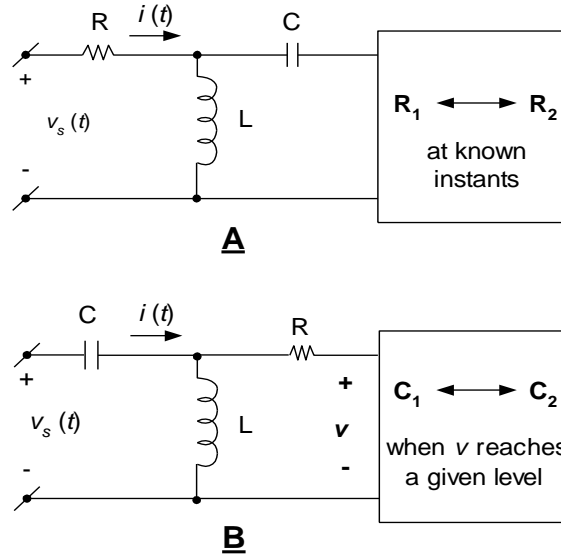 R
i (t)
C
+
v_s (t)
-
L
R₁ ↔ R₂
at known
instants
A
C
i (t)
R
+
v_s (t)
-
L
+
v
-
C₁ ↔ C₂
when v reaches
a given level
B